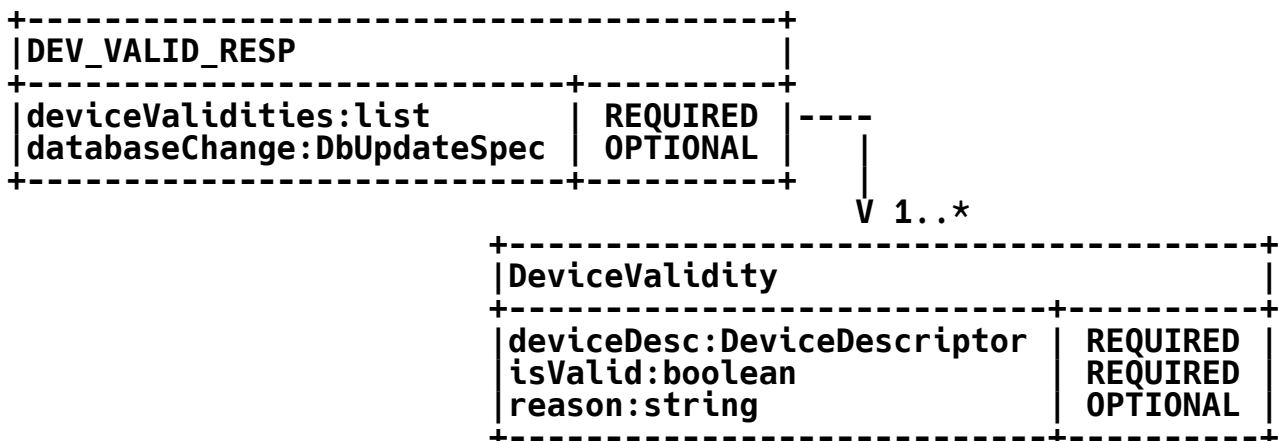 +---------------------------------------+
|DEV_VALID_RESP                         |
+----------------------------+----------+
|deviceValidities:list       | REQUIRED |----
|databaseChange:DbUpdateSpec | OPTIONAL |   |
+----------------------------+----------+   |
                                            V 1..*
                         +---------------------------------------+
                         |DeviceValidity                         |
                         +----------------------------+----------+
                         |deviceDesc:DeviceDescriptor | REQUIRED |
                         |isValid:boolean             | REQUIRED |
                         |reason:string               | OPTIONAL |
                         +----------------------------+----------+